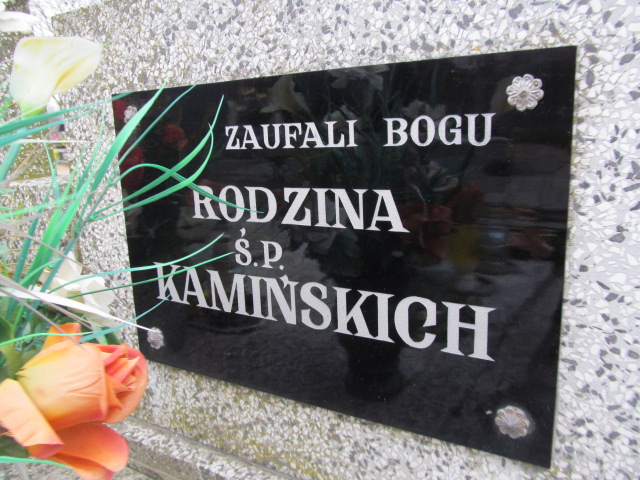 ZAUFALI BOGU
RODZINA
Ś.P.
KAMIŃSKICH